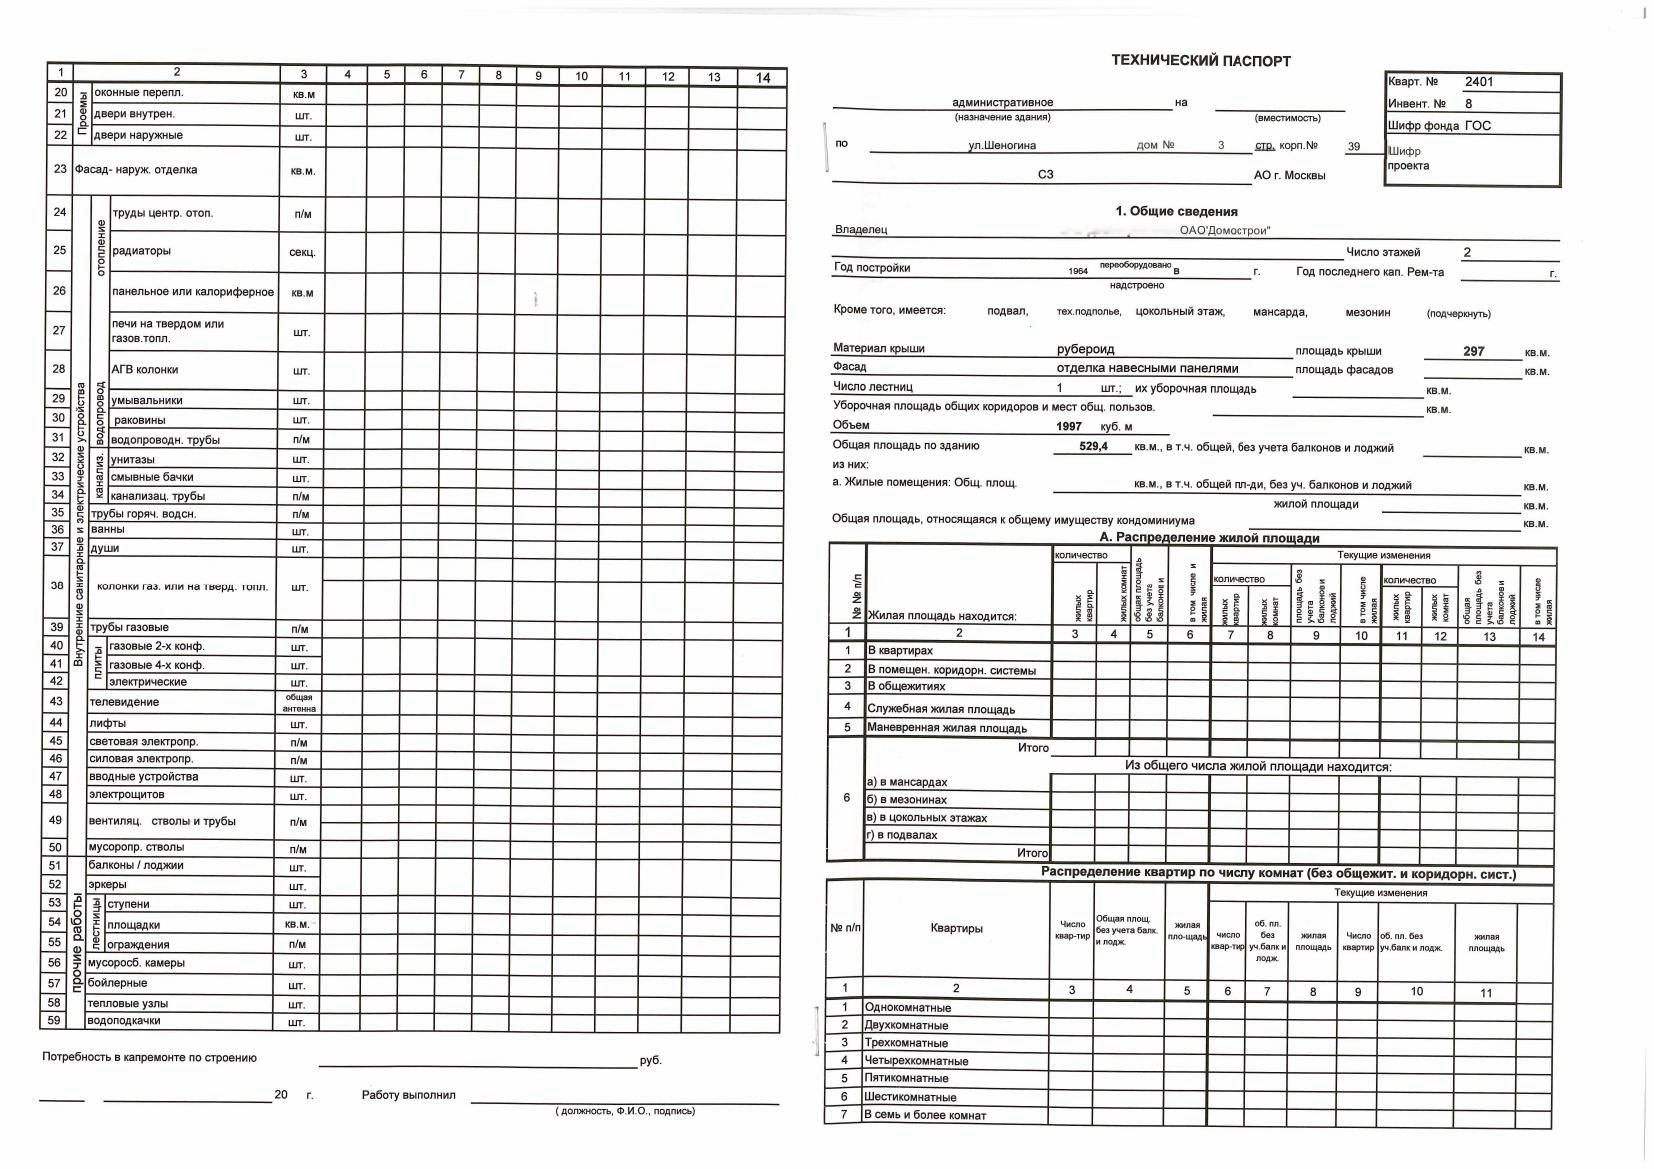 1 2 3 4 5 6 7 8 9 10 11 12 13 14
Проемы
20 оконные перепл. кв.м
21 двери внутрен. шт.
22 двери наружные шт.
23 Фасад- наруж. отделка кв.м.
Внутренние санитарные и электрические устройства
отопление
24 труды центр. отоп. п/м
25 радиаторы секц.
26 панельное или калориферное кв.м
27 печи на твердом или
газов.топл. шт.
28 АГВ колонки шт.
водопровод
29 умывальники шт.
30 раковины шт.
31 водопроводн. трубы п/м
канализ.
32 унитазы шт.
33 смывные бачки шт.
34 канализац. трубы п/м
35 трубы горяч. водсн. п/м
36 ванны шт.
37 души шт.
38 колонки газ. или на тверд. топл. шт.
39 трубы газовые п/м
плиты
40 газовые 2-х конф. шт.
41 газовые 4-х конф. шт.
42 электрические шт.
43 телевидение общая
антенна
44 лифты шт.
45 световая электропр. п/м
46 силовая электропр. п/м
47 вводные устройства шт.
48 электрощитов шт.
49 вентиляц. стволы и трубы п/м
50 мусоропр. стволы п/м
прочие работы
51 балконы / лоджии шт.
52 эркеры шт.
лестницы
53 ступени шт.
54 площадки кв.м.
55 ограждения п/м
56 мусоросб. камеры шт.
57 бойлерные шт.
58 тепловые узлы шт.
59 водоподкачки шт.
Потребность в капремонте по строению руб.
20 г. Работу выполнил
( должность, Ф.И.О., подпись)
ТЕХНИЧЕСКИЙ ПАСПОРТ
Кварт. № 2401
Инвент. № 8
Шифр фонда ГОС
Шифр
проекта
административное на
(назначение здания) (вместимость)
по ул.Шеногина дом № 3 стр. корп.№ 39
СЗ АО г. Москвы
1. Общие сведения
Владелец ОАО'Домострои"
Число этажей 2
Год постройки 1964 переоборудовано в г. Год последнего кап. Рем-та г.
надстроено
Кроме того, имеется: подвал, тех.подполье, цокольный этаж, мансарда, мезонин (подчеркнуть)
Материал крыши рубероид площадь крыши 297 кв.м.
Фасад отделка навесными панелями площадь фасадов кв.м.
Число лестниц 1 шт.; их уборочная площадь кв.м.
Уборочная площадь общих коридоров и мест общ. пользов. кв.м.
Объем 1997 куб. м
Общая площадь по зданию 529,4 кв.м., в т.ч. общей, без учета балконов и лоджий кв.м.
из них:
а. Жилые помещения: Общ. площ. кв.м., в т.ч. общей пл-ди, без уч. балконов и лоджий кв.м.
жилой площади кв.м.
Общая площадь, относящаяся к общему имуществу кондоминиума кв.м.
А. Распределение жилой площади
№ № п/п Жилая площадь находится: количество Текущие изменения
жилых квартир жилых комнат общая площадь без учета балконов и в том числе и жилая
количество жилых квартир жилых комнат площадь без учета балконов и лоджий в том числе жилая
количество жилых квартир жилых комнат общая площадь без учета балконов и лоджий в том числе жилая
1 2 3 4 5 6 7 8 9 10 11 12 13 14
1 В квартирах
2 В помещен. коридорн. системы
3 В общежитиях
4 Служебная жилая площадь
5 Маневренная жилая площадь
Итого
Из общего числа жилой площади находится:
6
а) в мансардах
б) в мезонинах
в) в цокольных этажах
г) в подвалах
Итого
Распределение квартир по числу комнат (без общежит. и коридорн. сист.)
Текущие изменения
№ п/п Квартиры Число квар-тир Общая площ. без учета балк. и лодж. жилая пло-щадь число квар-тир об. пл. без уч.балк и лодж. жилая площадь Число квартир об. пл. без уч.балк и лодж. жилая площадь
1 2 3 4 5 6 7 8 9 10 11
1 Однокомнатные
2 Двухкомнатные
3 Трехкомнатные
4 Четырехкомнатные
5 Пятикомнатные
6 Шестикомнатные
7 В семь и более комнат